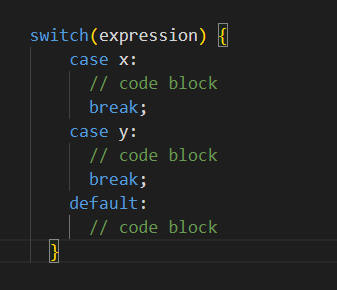 switch(expression) {
    case x:
      // code block
      break;
    case y:
      // code block
      break;
    default:
      // code block
  }